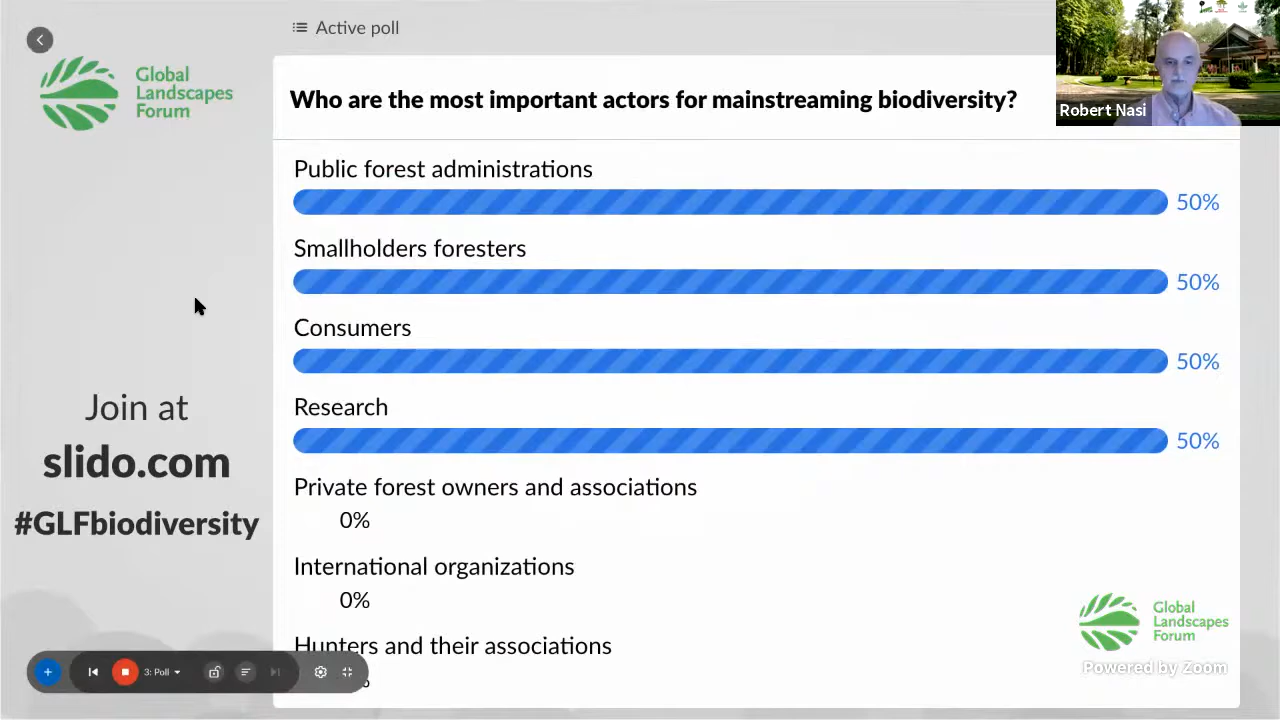 Active poll
Global
Landscapes
Forum
Who are the most important actors for mainstreaming biodiversity?
Robert Nasi
Public forest administrations
50%
Smallholders foresters
50%
Consumers
50%
Research
50%
Private forest owners and associations
0%
International organizations
0%
Hunters and their associations
Join at
slido.com
#GLFbiodiversity
3: Poll
Global
Landscapes
Forum
Powered by Zoom